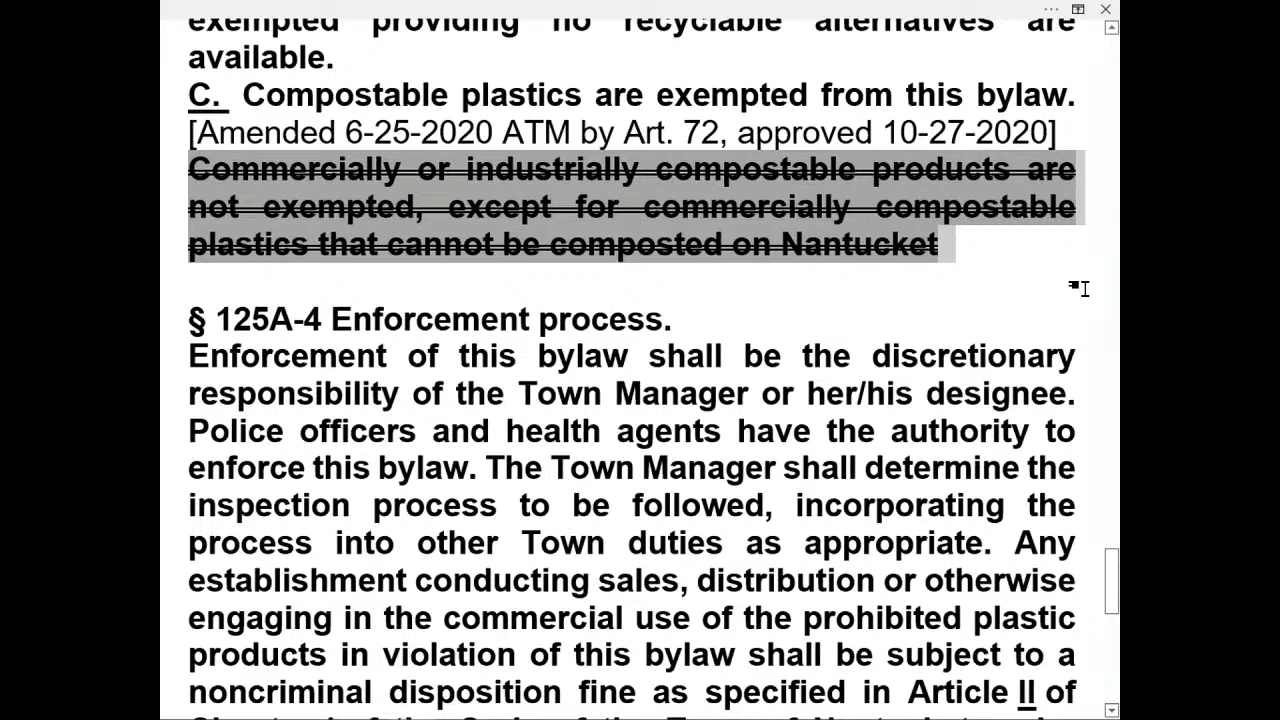 exempted providing no recyclable alternatives are
available.
C. Compostable plastics are exempted from this bylaw.
[Amended 6-25-2020 ATM by Art. 72, approved 10-27-2020]
Commercially or industrially compostable products are
not exempted, except for commercially compostable
plastics that cannot be composted on Nantucket
§ 125A-4 Enforcement process.
Enforcement of this bylaw shall be the discretionary
responsibility of the Town Manager or her/his designee.
Police officers and health agents have the authority to
enforce this bylaw. The Town Manager shall determine the
inspection process to be followed, incorporating the
process into other Town duties as appropriate. Any
establishment conducting sales, distribution or otherwise
engaging in the commercial use of the prohibited plastic
products in violation of this bylaw shall be subject to a
noncriminal disposition fine as specified in Article II of